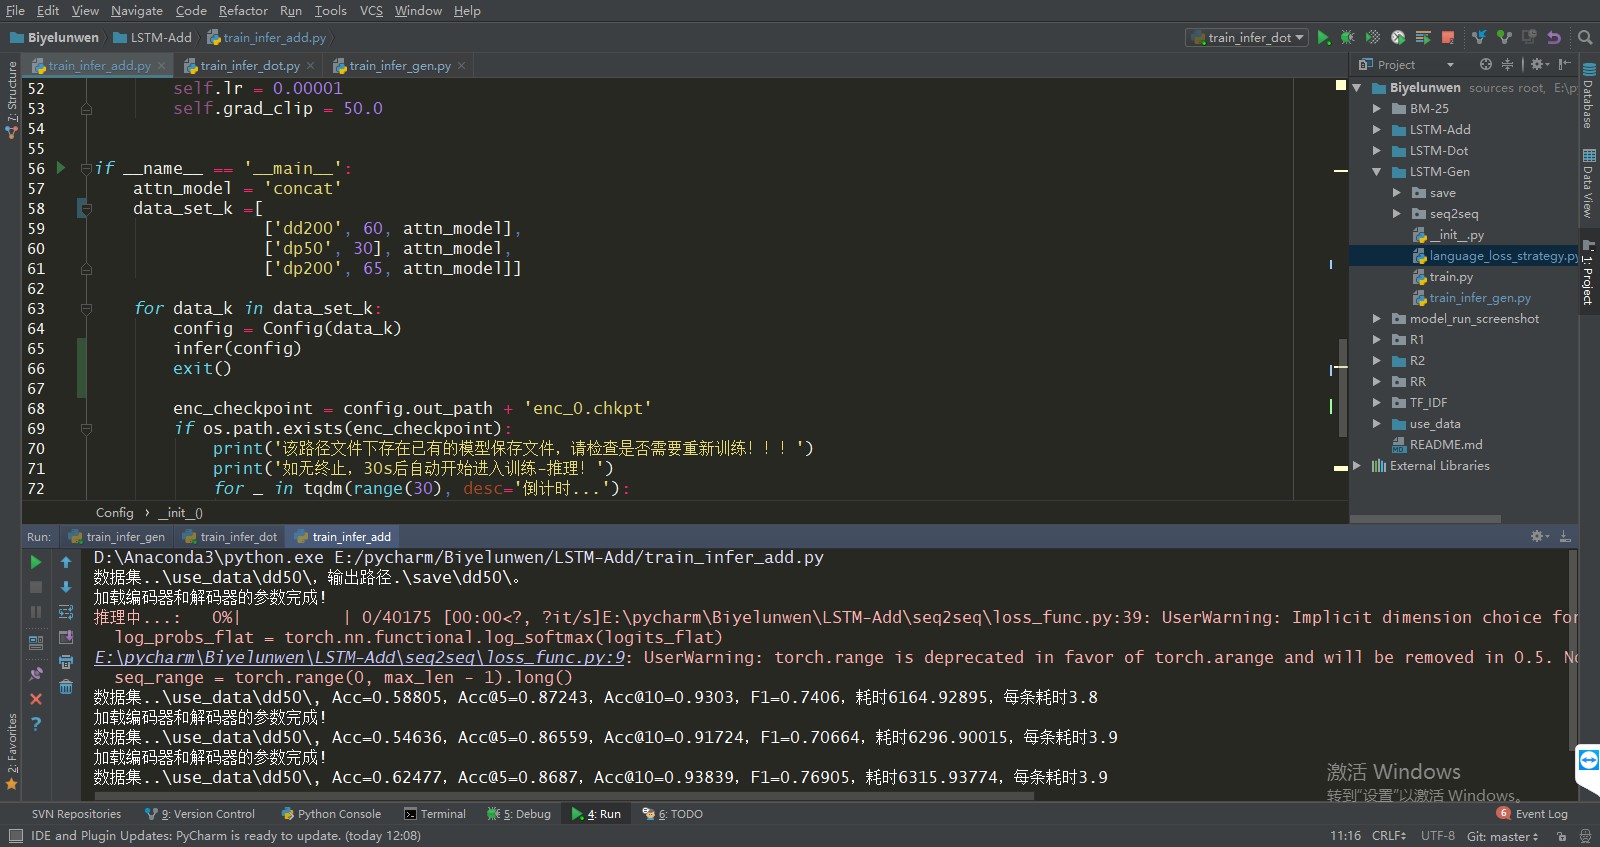 File Edit View Navigate Code Refactor Run Tools VCS Window Help
Biyelunwen LSTM-Add train_infer_add.py
train_infer_dot
train_infer_add.py train_infer_dot.py train_infer_gen.py
Project
7: Structure
52 self.lr = 0.00001
53 self.grad_clip = 50.0
54
55
56 if __name__ == '__main__':
57 attn_model = 'concat'
58 data_set_k =[
59 ['dd200', 60, attn_model],
60 ['dp50', 30], attn_model,
61 ['dp200', 65, attn_model]]
62
63 for data_k in data_set_k:
64 config = Config(data_k)
65 infer(config)
66 exit()
67
68 enc_checkpoint = config.out_path + 'enc_0.chkpt'
69 if os.path.exists(enc_checkpoint):
70 print('该路径文件下存在已有的模型保存文件，请检查是否需要重新训练！！！')
71 print('如无终止，30s后自动开始进入训练-推理！')
72 for _ in tqdm(range(30), desc='倒计时...'):
Config › __init__()
Biyelunwen sources root, E:\p
BM-25
LSTM-Add
LSTM-Dot
LSTM-Gen
save
seq2seq
__init__.py
language_loss_strategy.py
train.py
train_infer_gen.py
model_run_screenshot
R1
R2
RR
TF_IDF
use_data
README.md
External Libraries
Database
Data View
1: Project
Run: train_infer_gen train_infer_dot train_infer_add
D:\Anaconda3\python.exe E:/pycharm/Biyelunwen/LSTM-Add/train_infer_add.py
数据集..\use_data\dd50\，输出路径.\save\dd50\。
加载编码器和解码器的参数完成！
推理中...: 0%| | 0/40175 [00:00<?, ?it/s]E:\pycharm\Biyelunwen\LSTM-Add\seq2seq\loss_func.py:39: UserWarning: Implicit dimension choice for
log_probs_flat = torch.nn.functional.log_softmax(logits_flat)
E:\pycharm\Biyelunwen\LSTM-Add\seq2seq\loss_func.py:9: UserWarning: torch.range is deprecated in favor of torch.arange and will be removed in 0.5. No
seq_range = torch.range(0, max_len - 1).long()
数据集..\use_data\dd50\, Acc=0.58805，Acc@5=0.87243，Acc@10=0.9303，F1=0.7406，耗时6164.92895，每条耗时3.8
加载编码器和解码器的参数完成！
数据集..\use_data\dd50\, Acc=0.54636，Acc@5=0.86559，Acc@10=0.91724，F1=0.70664，耗时6296.90015，每条耗时3.9
加载编码器和解码器的参数完成！
数据集..\use_data\dd50\, Acc=0.62477，Acc@5=0.8687，Acc@10=0.93839，F1=0.76905，耗时6315.93774，每条耗时3.9
2: Favorites
激活 Windows
转到"设置"以激活 Windows。
SVN Repositories 9: Version Control Python Console Terminal 5: Debug 4: Run 6: TODO 6 Event Log
IDE and Plugin Updates: PyCharm is ready to update. (today 12:08) 11:16 CRLF UTF-8 Git: master